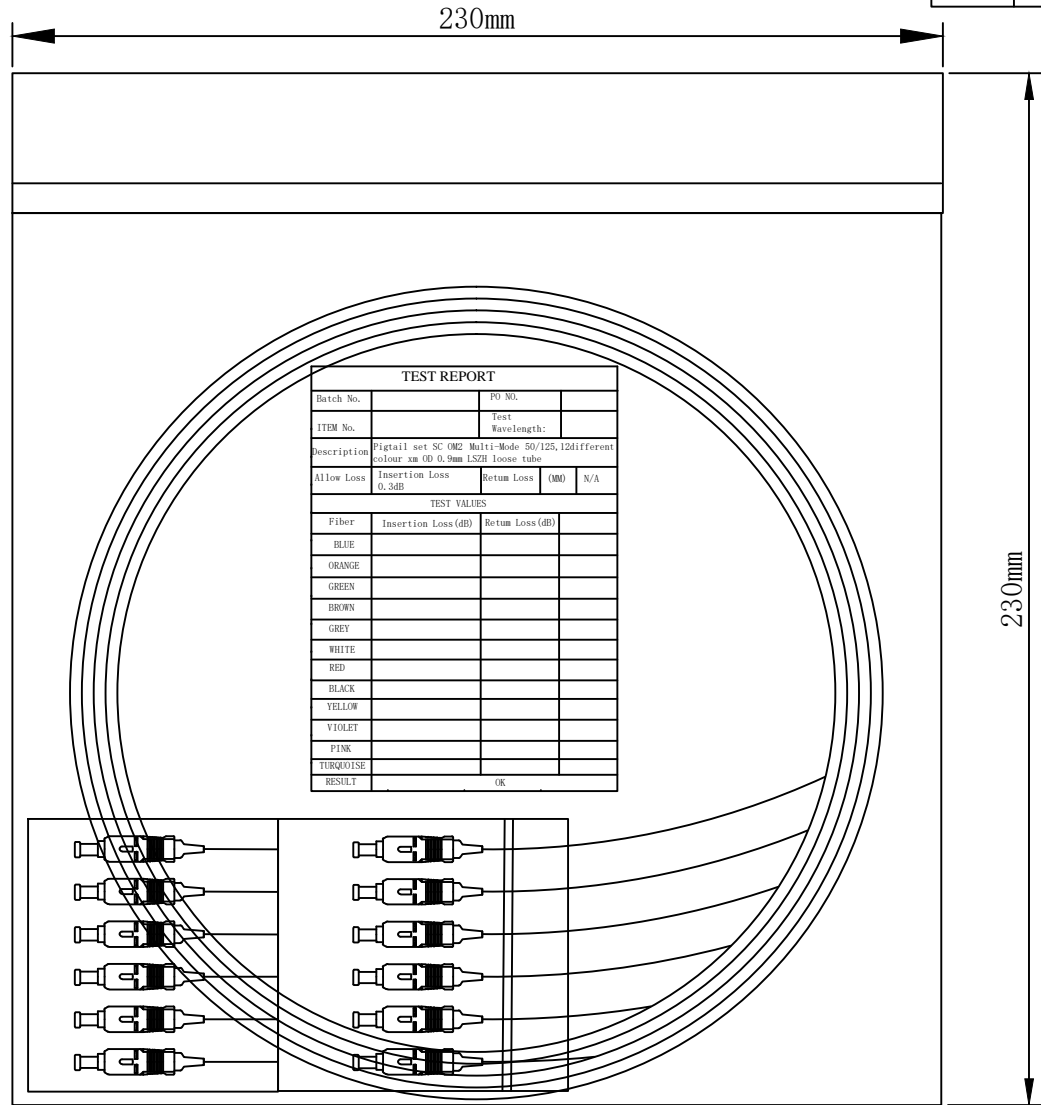 230mm
TEST REPORT
Batch No. PO NO.
ITEM No. Test Wavelength:
Description Pigtail set SC OM2 Multi-Mode 50/125,12different
colour xm OD 0.9mm LSZH loose tube
Allow Loss Insertion Loss 0.3dB Retum Loss (MM) N/A
TEST VALUES
Fiber Insertion Loss(dB) Retum Loss(dB)
BLUE
ORANGE
GREEN
BROWN
GREY
WHITE
RED
BLACK
YELLOW
VIOLET
PINK
TURQUOISE
RESULT OK
230mm